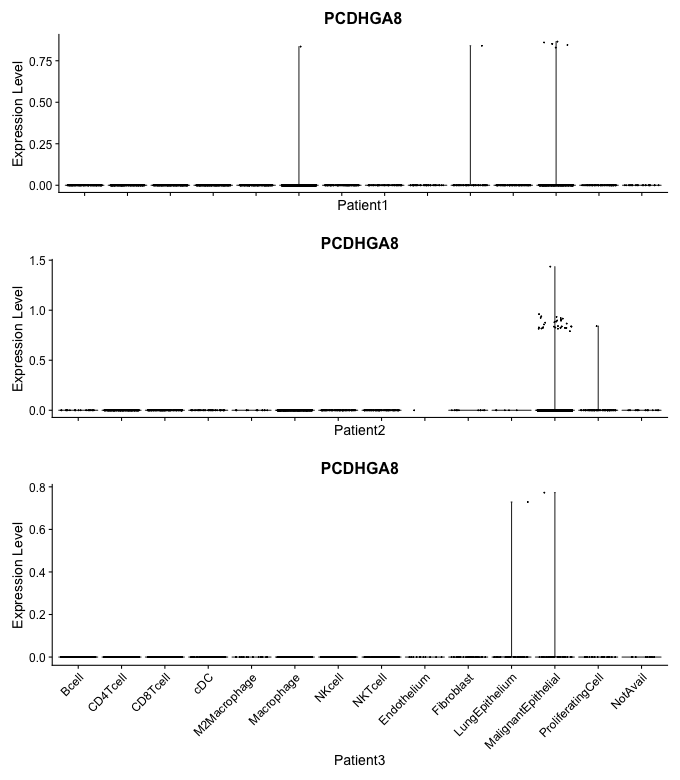 PCDHGA8
Expression Level
0.75
0.50
0.25
0.00
Patient1
PCDHGA8
Expression Level
1.5
1.0
0.5
0.0
Patient2
PCDHGA8
Expression Level
0.8
0.6
0.4
0.2
0.0
Bcell
CD4Tcell
CD8Tcell
cDC
M2Macrophage
Macrophage
NKcell
NKTcell
Endothelium
Fibroblast
LungEpithelium
MalignantEpithelial
ProliferatingCell
NotAvail
Patient3